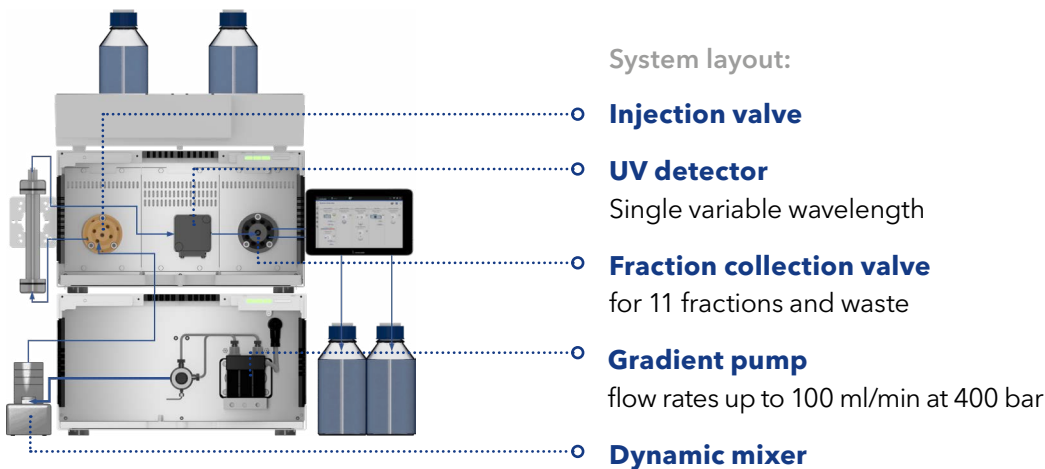 System layout:
Injection valve
UV detector
Single variable wavelength
Fraction collection valve
for 11 fractions and waste
Gradient pump
flow rates up to 100 ml/min at 400 bar
Dynamic mixer